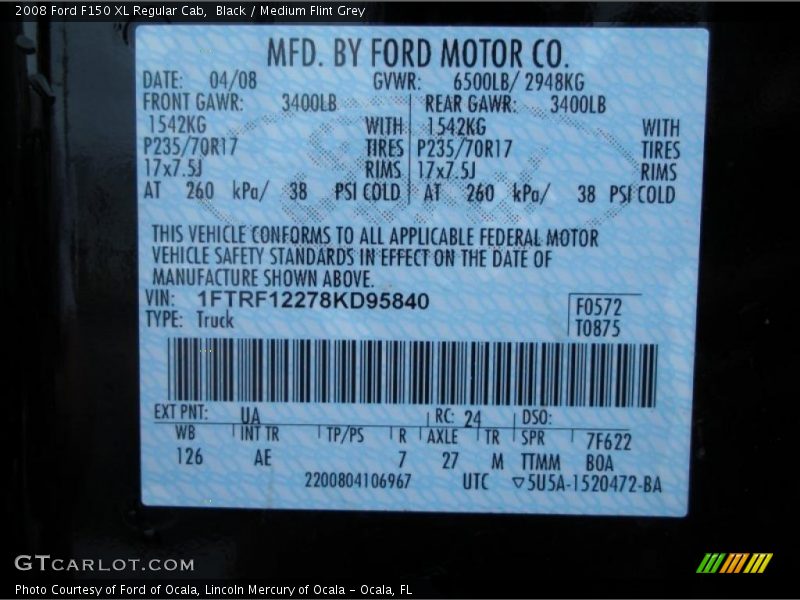 2008 Ford F150 XL Regular Cab,  Black / Medium Flint Grey
MFD. BY FORD MOTOR CO.
DATE: 04/08 GVWR: 6500LB/ 2948KG
FRONT GAWR: 3400LB REAR GAWR: 3400LB
1542KG WITH 1542KG WITH
P235/70R17 TIRES P235/70R17 TIRES
17x7.5J RIMS 17x7.5J RIMS
AT 260 kPa/ 38 PSI COLD AT 260 kPa/ 38 PSI COLD
THIS VEHICLE CONFORMS TO ALL APPLICABLE FEDERAL MOTOR
VEHICLE SAFETY STANDARDS IN EFFECT ON THE DATE OF
MANUFACTURE SHOWN ABOVE.
VIN: 1FTRF12278KD95840 F0572
TYPE: Truck T0875
EXT PNT: UA RC: 24 DSO:
WB INT TR TP/PS R AXLE TR SPR 7F622
126 AE 7 27 M TTMM BOA
2200804106967 UTC ▽5U5A-1520472-BA
GTCARLOT.COM
Photo Courtesy of Ford of Ocala, Lincoln Mercury of Ocala - Ocala, FL